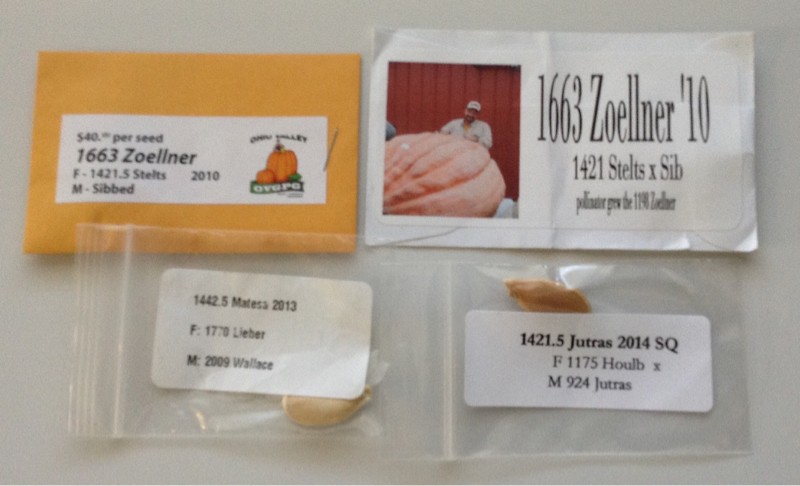 $40.00 per seed
1663 Zoellner
F - 1421.5 Stelts 2010
M - Sibbed
OHIO VALLEY
OVGPG
1663 Zoellner '10
1421 Stelts x Sib
pollinator grew the 1198 Zoellner
1442.5 Matesa 2013
F: 1770 Lieber
M: 2009 Wallace
1421.5 Jutras 2014 SQ
F 1175 Houlb x
M 924 Jutras